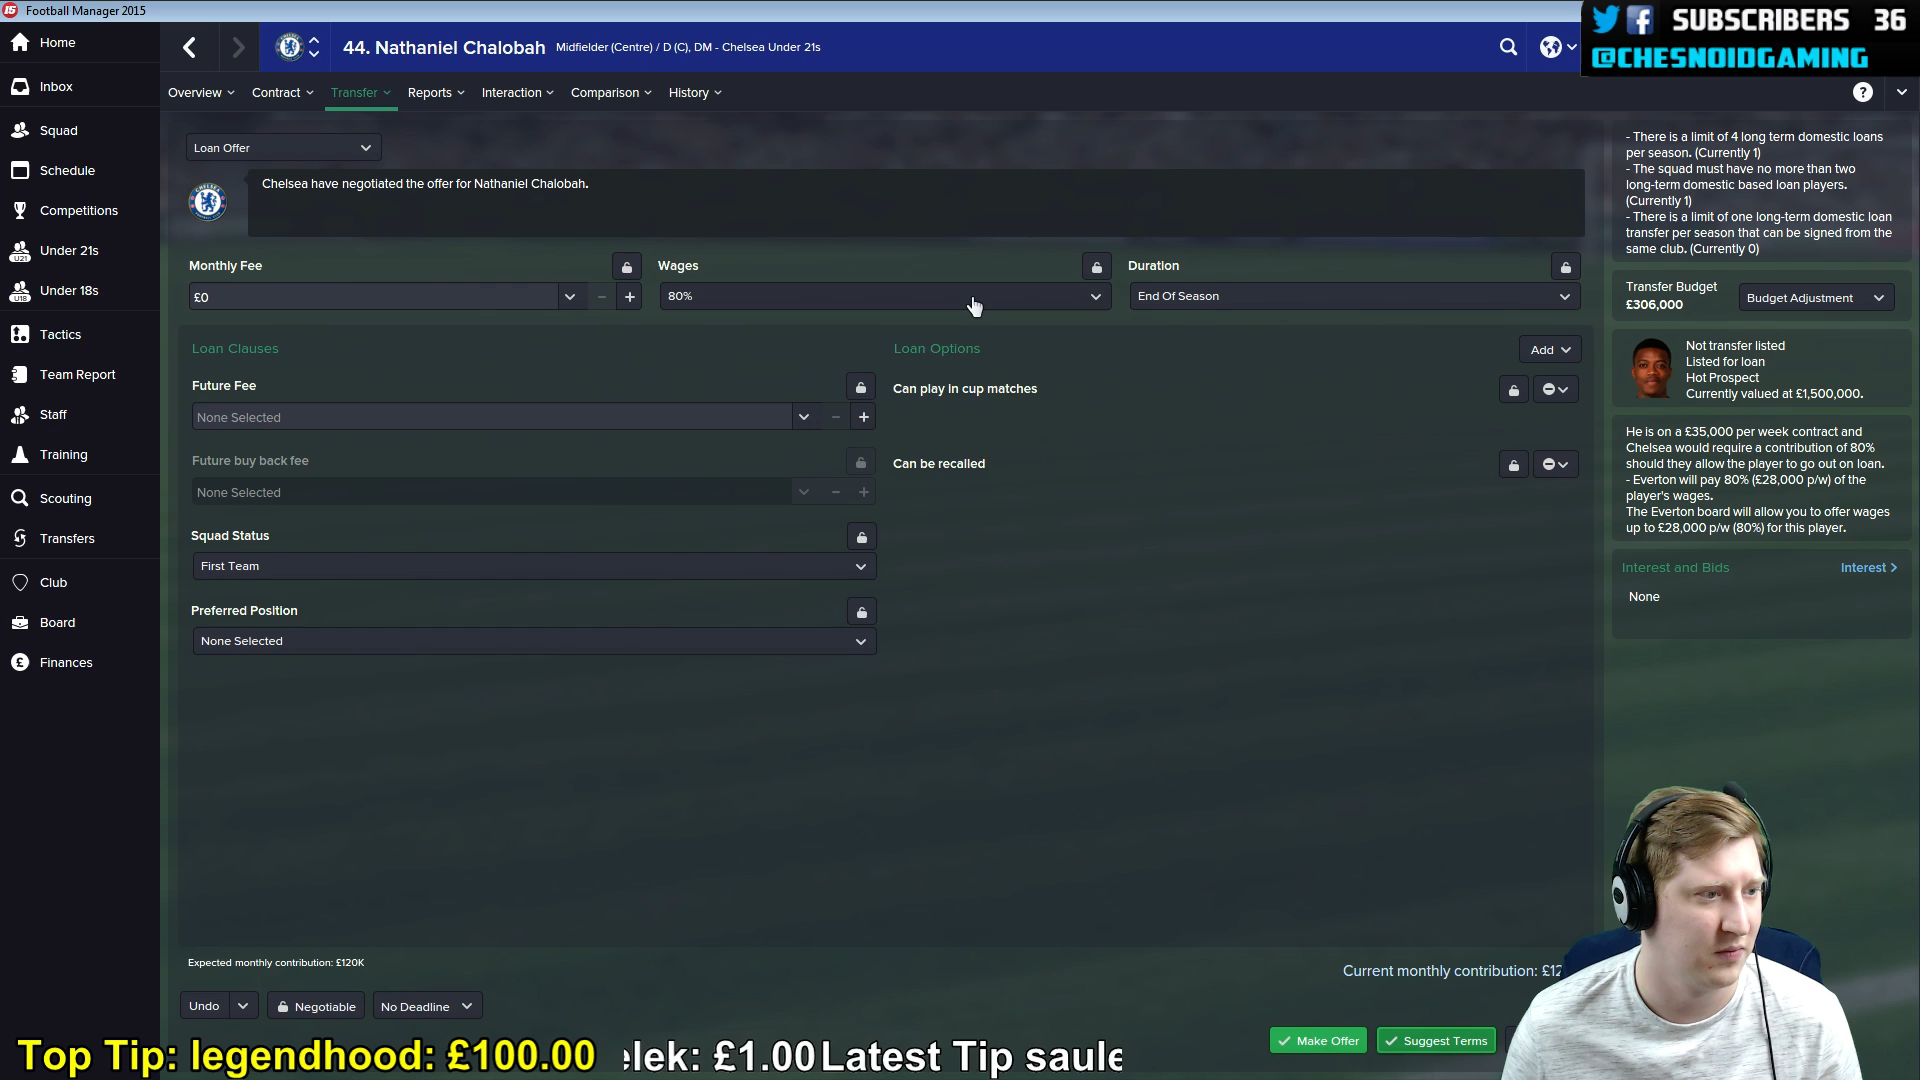 Football Manager 2015
SUBSCRIBERS 36
@CHESNOIDGAMING
Home
Inbox
Squad
Schedule
Competitions
U21
Under 21s
U18
Under 18s
Tactics
Team Report
Staff
Training
Scouting
Transfers
Club
Board
Finances
44. Nathaniel Chalobah Midfielder (Centre) / D (C), DM - Chelsea Under 21s
Overview
Contract
Transfer
Reports
Interaction
Comparison
History
Loan Offer
Chelsea have negotiated the offer for Nathaniel Chalobah.
Monthly Fee
£0
Wages
80%
Duration
End Of Season
Loan Clauses
Future Fee
None Selected
Future buy back fee
None Selected
Squad Status
First Team
Preferred Position
None Selected
Loan Options
Add
Can play in cup matches
Can be recalled
- There is a limit of 4 long term domestic loans
per season. (Currently 1)
- The squad must have no more than two
long-term domestic based loan players.
(Currently 1)
- There is a limit of one long-term domestic loan
transfer per season that can be signed from the
same club. (Currently 0)
Transfer Budget
£306,000
Budget Adjustment
Not transfer listed
Listed for loan
Hot Prospect
Currently valued at £1,500,000.
He is on a £35,000 per week contract and
Chelsea would require a contribution of 80%
should they allow the player to go out on loan.
- Everton will pay 80% (£28,000 p/w) of the
player's wages.
The Everton board will allow you to offer wages
up to £28,000 p/w (80%) for this player.
Interest and Bids
Interest >
None
Expected monthly contribution: £120K
Current monthly contribution: £12
Undo
Negotiable
No Deadline
Make Offer
Suggest Terms
Top Tip: legendhood: £100.00
elek: £1.00 Latest Tip saule